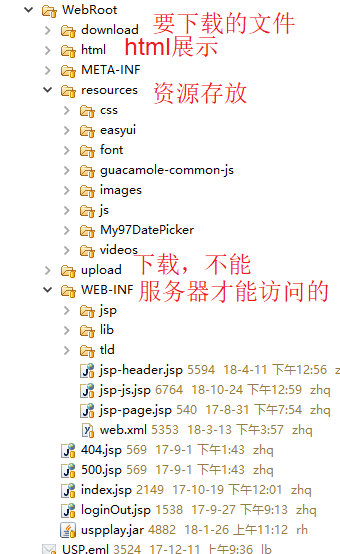 WebRoot
download 要下载的文件
html html展示
META-INF
resources 资源存放
css
easyui
font
guacamole-common-js
images
js
My97DatePicker
videos
upload 下载，不能
WEB-INF 服务器才能访问的
jsp
lib
tld
jsp-header.jsp 5594 18-4-11 下午12:56 z
jsp-js.jsp 6764 18-10-24 下午12:59 zhq
jsp-page.jsp 540 17-8-31 下午7:54 zhq
web.xml 5353 18-3-13 下午3:57 zhq
404.jsp 569 17-9-1 下午1:43 zhq
500.jsp 569 17-9-1 下午1:43 zhq
index.jsp 2149 17-10-19 下午12:01 zhq
loginOut.jsp 1538 17-9-27 下午9:13 zhq
uspplay.jar 4882 18-1-26 上午11:12 rh
USP.eml 3524 17-12-11 上午9:36 lb